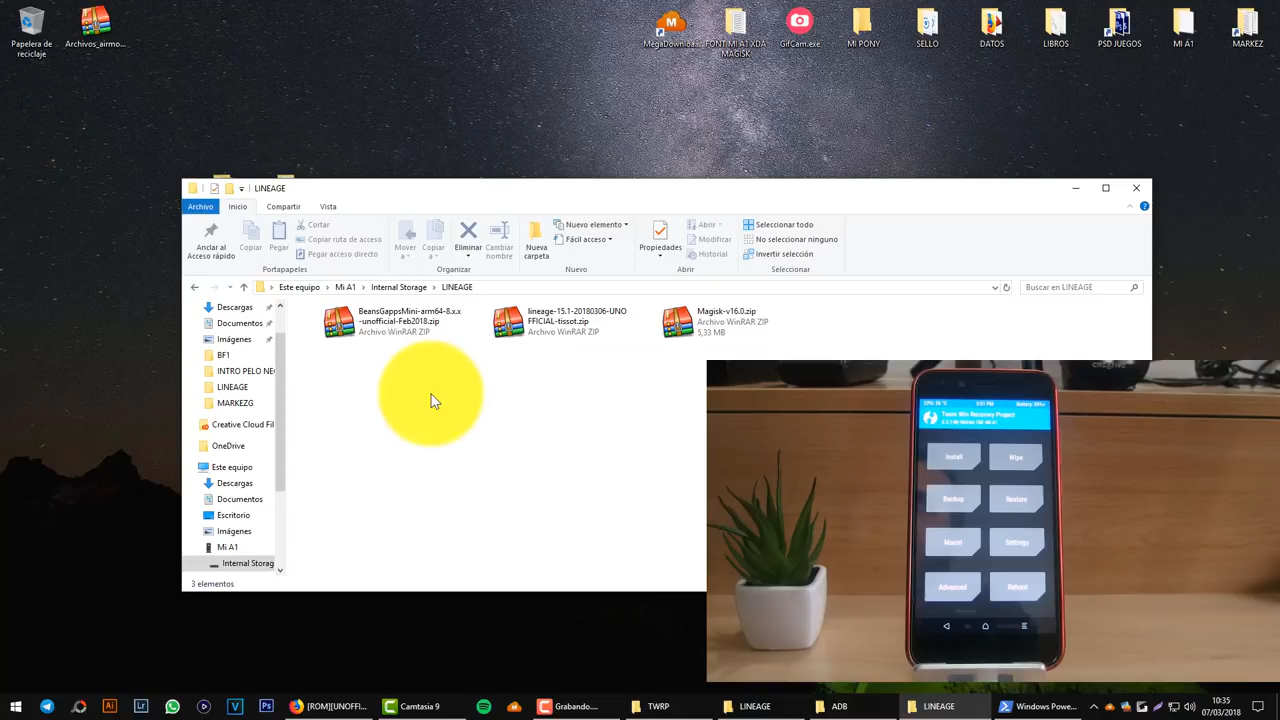 Papelera de
reciclaje
Archivos_airmo...
MegaDownloa...
FONT MI A1 XDA
MAGISK
GifCam.exe
MI PONY
SELLO
DATOS
LIBROS
PSD JUEGOS
MI A1
MARKEZ
LINEAGE
Archivo
Inicio
Compartir
Vista
Anclar al
Acceso rápido
Copiar
Pegar
Cortar
Copiar ruta de acceso
Pegar acceso directo
Portapapeles
Mover
a
Copiar
a
Eliminar
Cambiar
nombre
Organizar
Nueva
carpeta
Nuevo elemento
Fácil acceso
Nuevo
Propiedades
Abrir
Modificar
Historial
Abrir
Seleccionar todo
No seleccionar ninguno
Invertir selección
Seleccionar
Este equipo
Mi A1
Internal Storage
LINEAGE
Buscar en LINEAGE
Descargas
Documentos
Imágenes
BF1
INTRO PELO NEG
LINEAGE
MARKEZG
Creative Cloud Fil
OneDrive
Este equipo
Descargas
Documentos
Escritorio
Imágenes
Mi A1
Internal Storag
BeansGappsMini-arm64-8.x.x
-unofficial-Feb2018.zip
Archivo WinRAR ZIP
lineage-15.1-20180306-UNO
FFICIAL-tissot.zip
Archivo WinRAR ZIP
Magisk-v16.0.zip
Archivo WinRAR ZIP
5,33 MB
3 elementos
Team Win Recovery Project
Install
Wipe
Backup
Restore
Mount
Settings
Advanced
Reboot
[ROM][UNOFFI...
Camtasia 9
Grabando....
TWRP
LINEAGE
ADB
LINEAGE
Windows Powe...
10:35
07/03/2018